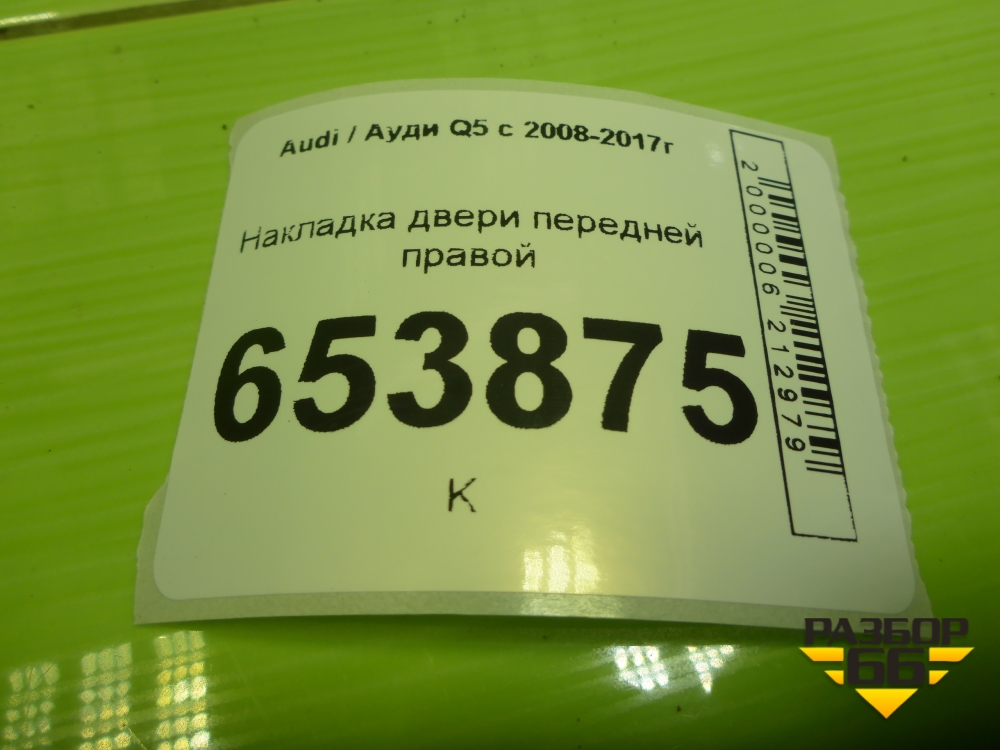 Audi / Ауди Q5 с 2008-2017г
Накладка двери передней
правой
653875
К
2000006212979
РАЗБОР
66